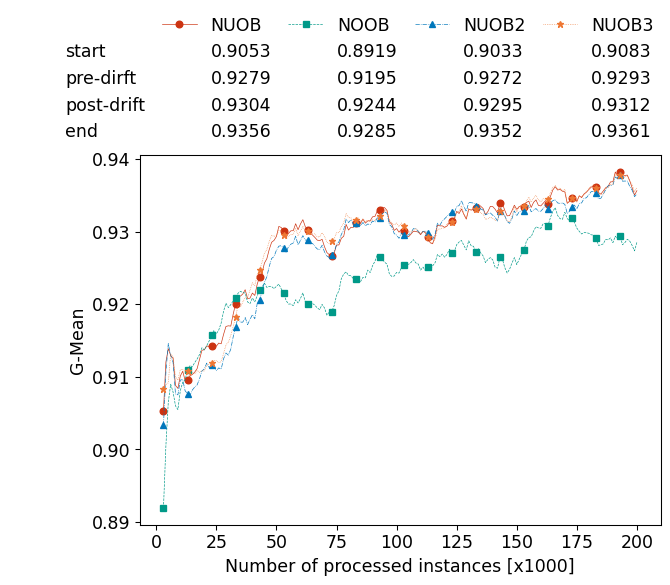 NUOB NOOB NUOB2 NUOB3
start 0.9053 0.8919 0.9033 0.9083
pre-dirft 0.9279 0.9195 0.9272 0.9293
post-drift 0.9304 0.9244 0.9295 0.9312
end 0.9356 0.9285 0.9352 0.9361
0.94
0.93
0.92
0.91
0.90
0.89
G-Mean
0 25 50 75 100 125 150 175 200
Number of processed instances [x1000]